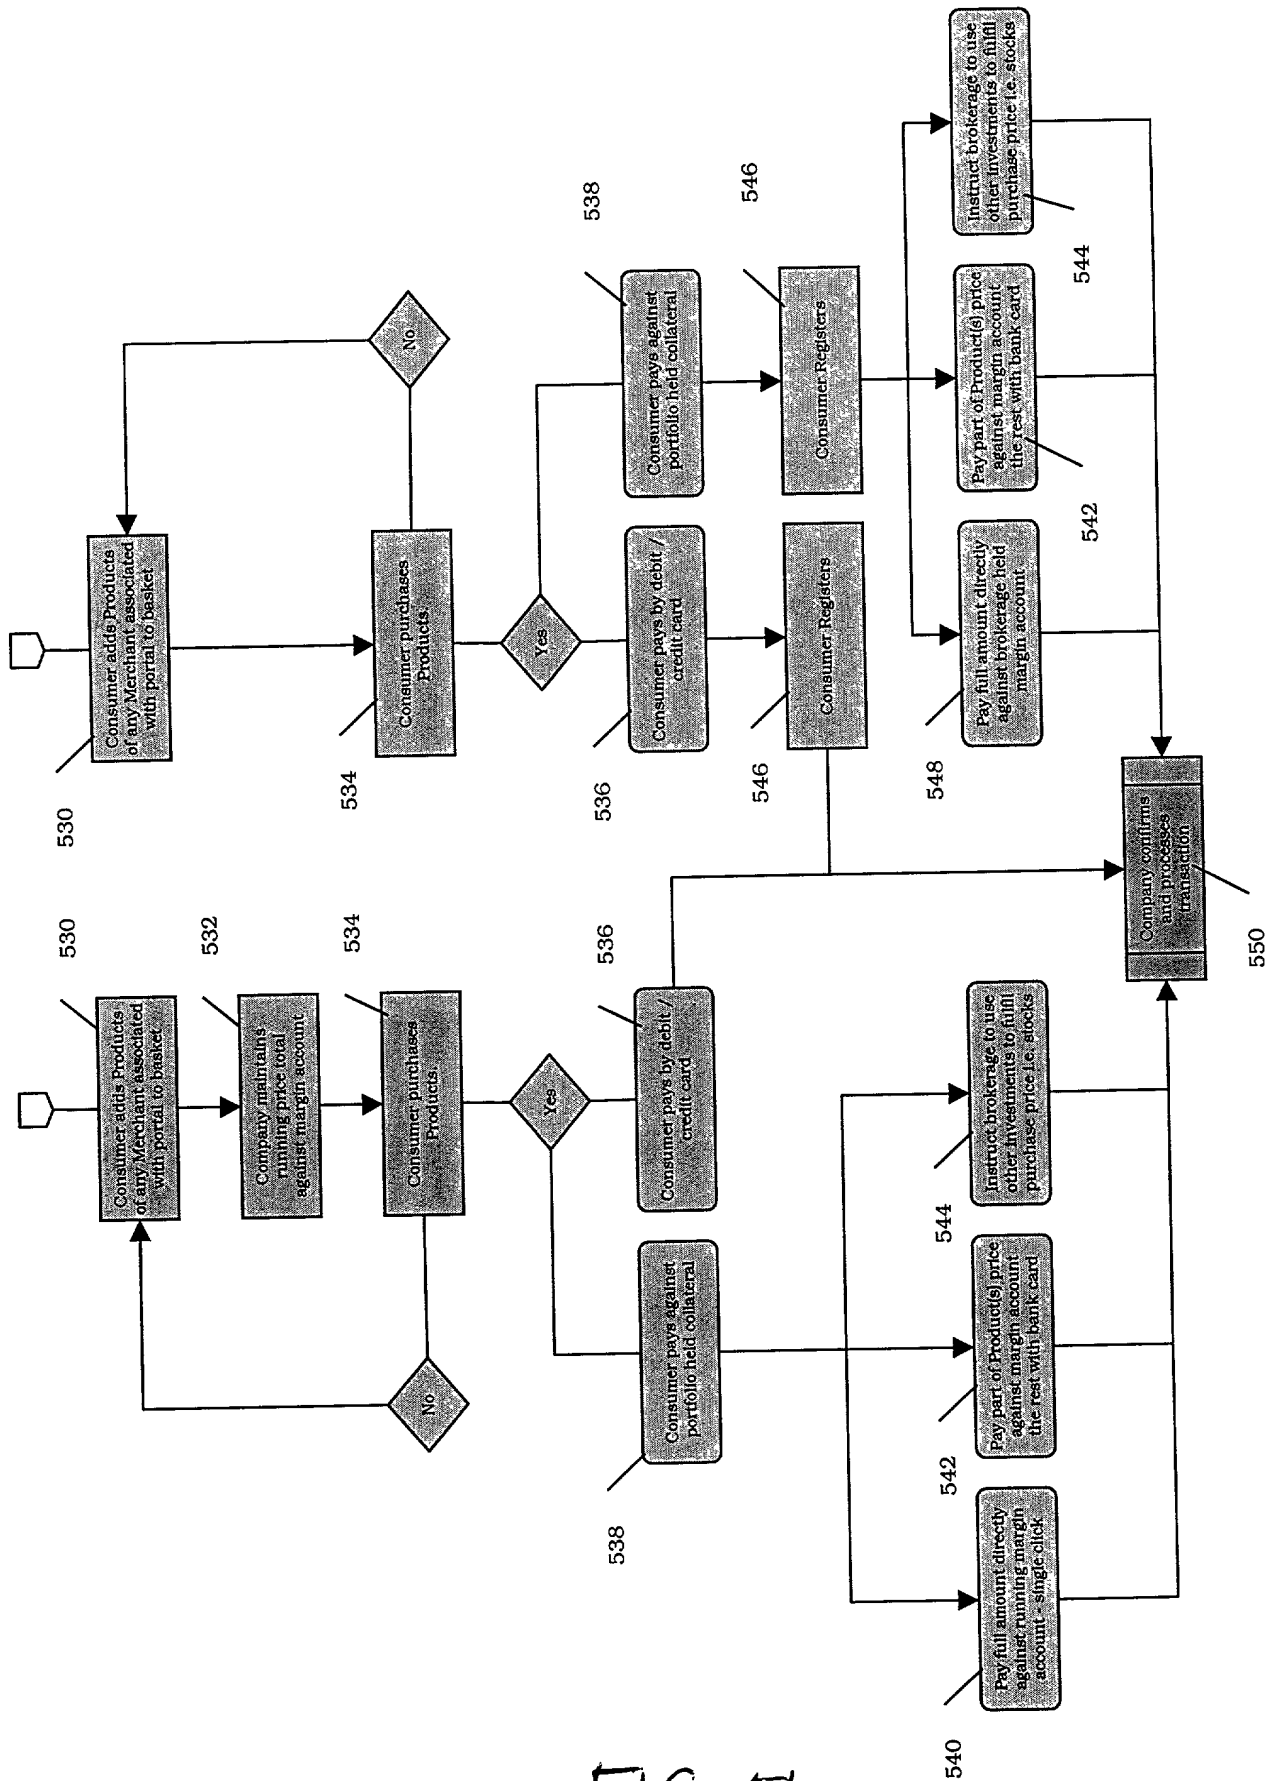 530
Consumer adds Products
of any Merchant associated
with portal to basket
532
Company maintains
running price total
against margin account
534
Consumer purchases
Products
No
Yes
538
Consumer pays against
portfolio held collateral
536
Consumer pays by debit /
credit card
540
Pay full amount directly
against running margin
account - single click
542
Pay part of Product(s) price
against margin account
the rest with bank card
544
Instruct brokerage to use
other investments to fulfil
purchase price i.e. stocks
530
Consumer adds Products
of any Merchant associated
with portal to basket
534
Consumer purchases
Products
No
Yes
536
Consumer pays by debit /
credit card
538
Consumer pays against
portfolio held collateral
546
Consumer Registers
546
Consumer Registers
548
Pay full amount directly
against brokerage held
margin account
542
Pay part of Product(s) price
against margin account
the rest with bank card
544
Instruct brokerage to use
other investments to fulfil
purchase price i.e. stocks
Company confirms
and processes
transaction
550